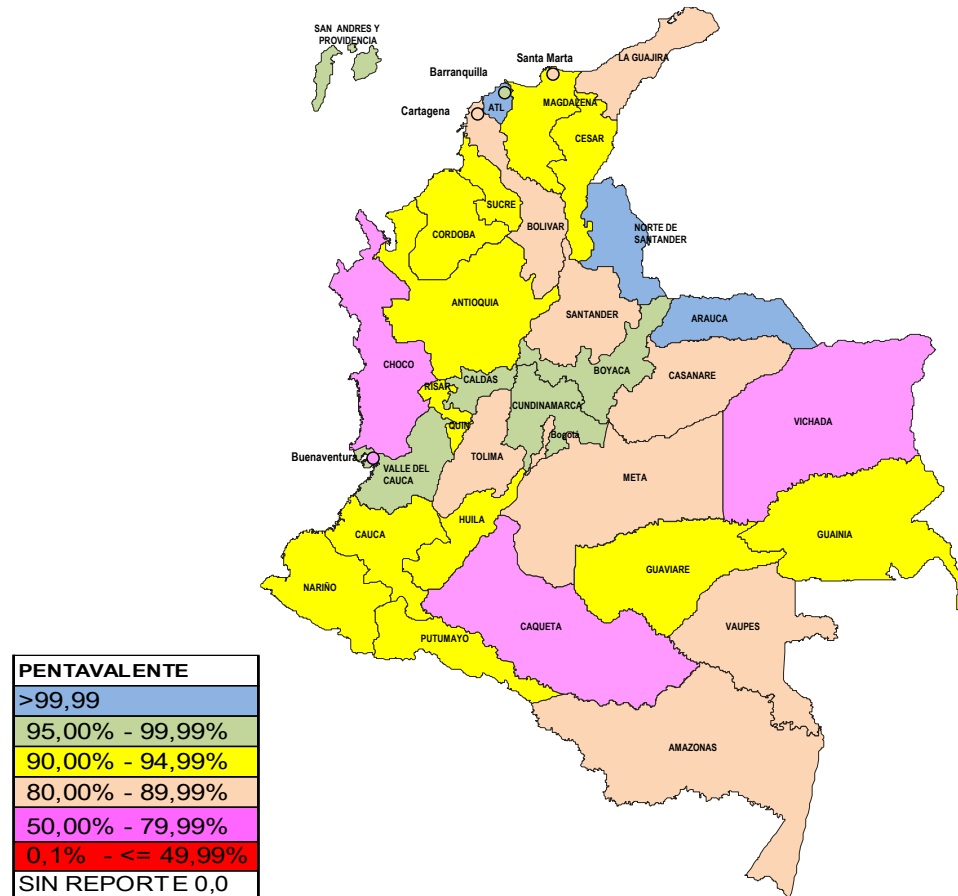 SAN ANDRES Y
PROVIDENCIA
Santa Marta
LA GUAJIRA
Barranquilla
Cartagena
ATL
MAGDALENA
CESAR
SUCRE
CORDOBA
BOLIVAR
NORTE DE
SANTANDER
ANTIOQUIA
SANTANDER
ARAUCA
CHOCO
RISAR
CALDAS
BOYACA
CASANARE
CUNDINAMARCA
VICHADA
QUIN
Bogotá
Buenaventura
VALLE DEL
CAUCA
TOLIMA
META
HUILA
CAUCA
GUAINIA
GUAVIARE
NARIÑO
CAQUETA
VAUPES
PUTUMAYO
AMAZONAS
PENTAVALENTE
>99,99
95,00% - 99,99%
90,00% - 94,99%
80,00% - 89,99%
50,00% - 79,99%
0,1% - <= 49,99%
SIN REPORTE 0,0